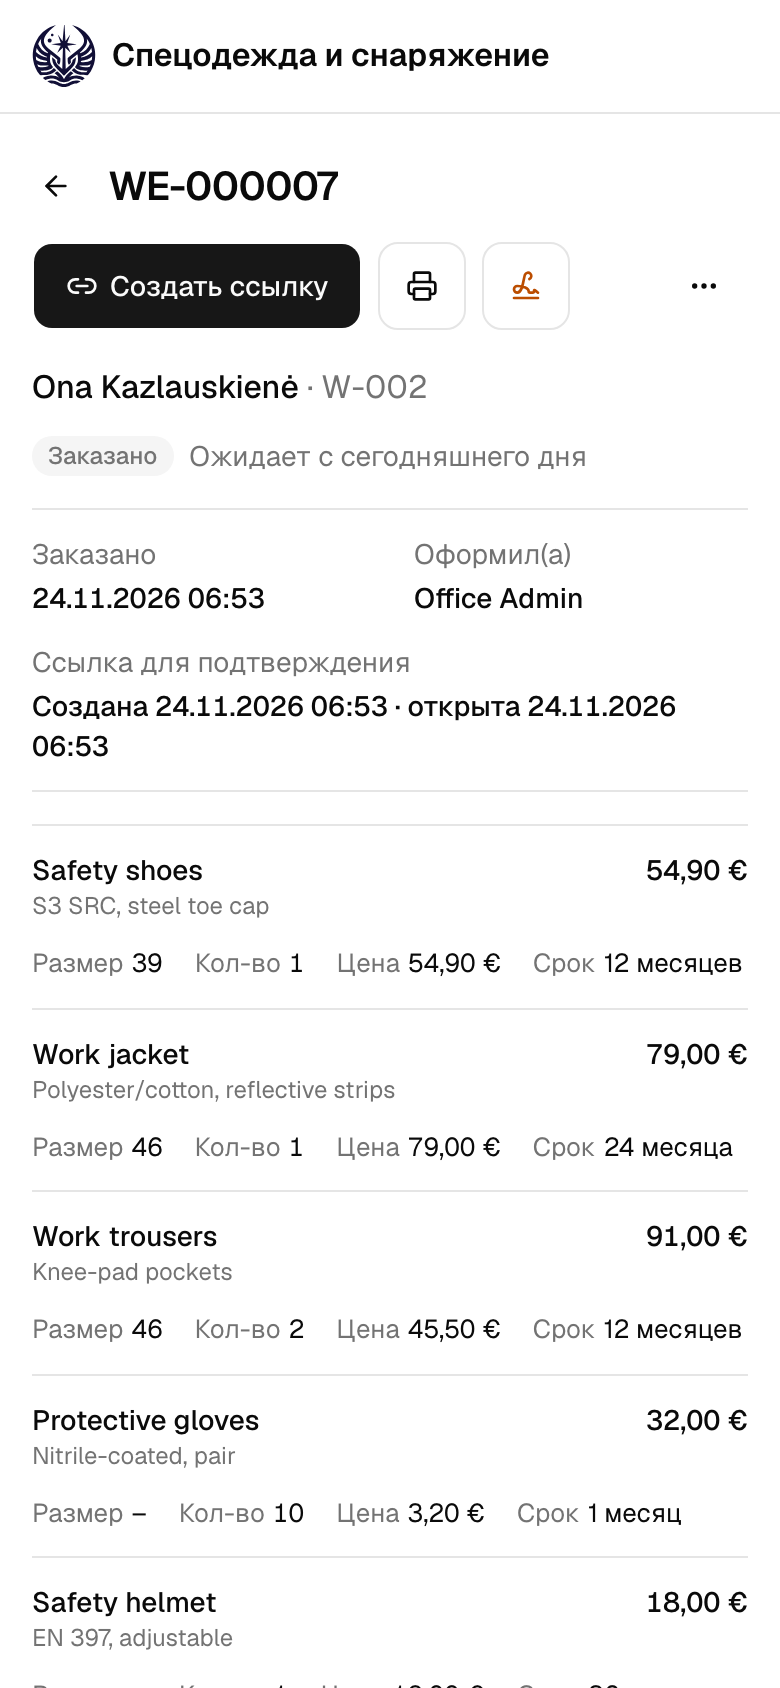 Спецодежда и снаряжение
WE-000007
Создать ссылку
Ona Kazlauskienė · W-002
Заказано Ожидает с сегодняшнего дня
Заказано Оформил(а)
24.11.2026 06:53 Office Admin
Ссылка для подтверждения
Создана 24.11.2026 06:53 · открыта 24.11.2026
06:53
Safety shoes 54,90 €
S3 SRC, steel toe cap
Размер 39 Кол-во 1 Цена 54,90 € Срок 12 месяцев
Work jacket 79,00 €
Polyester/cotton, reflective strips
Размер 46 Кол-во 1 Цена 79,00 € Срок 24 месяца
Work trousers 91,00 €
Knee-pad pockets
Размер 46 Кол-во 2 Цена 45,50 € Срок 12 месяцев
Protective gloves 32,00 €
Nitrile-coated, pair
Размер – Кол-во 10 Цена 3,20 € Срок 1 месяц
Safety helmet 18,00 €
EN 397, adjustable